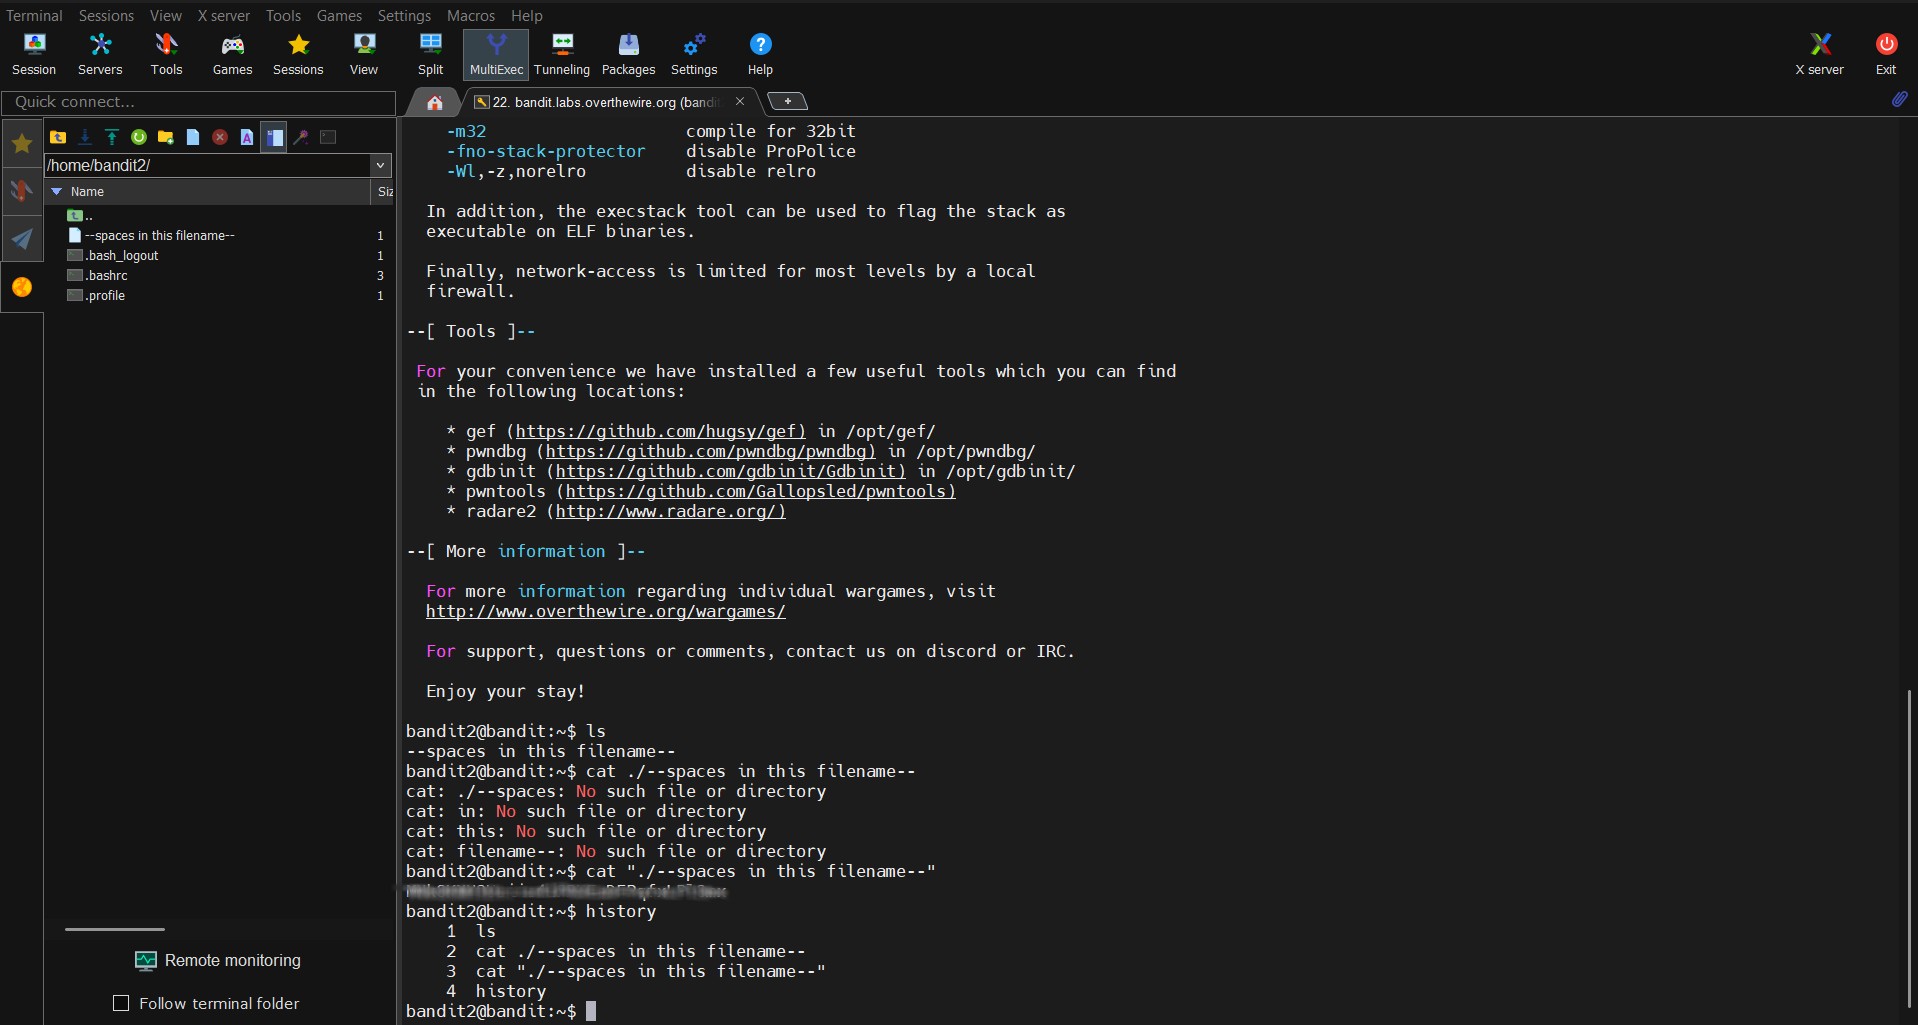 Terminal Sessions View X server Tools Games Settings Macros Help
Session Servers Tools Games Sessions View Split MultiExec Tunneling Packages Settings Help X server Exit
Quick connect...
22. bandit.labs.overthewire.org (bandit
/home/bandit2/
Name Siz
..
--spaces in this filename-- 1
.bash_logout 1
.bashrc 3
.profile 1
Remote monitoring
Follow terminal folder
-m32 compile for 32bit
-fno-stack-protector disable ProPolice
-Wl,-z,norelro disable relro
In addition, the execstack tool can be used to flag the stack as
executable on ELF binaries.
Finally, network-access is limited for most levels by a local
firewall.
--[ Tools ]--
For your convenience we have installed a few useful tools which you can find
in the following locations:
* gef (https://github.com/hugsy/gef) in /opt/gef/
* pwndbg (https://github.com/pwndbg/pwndbg) in /opt/pwndbg/
* gdbinit (https://github.com/gdbinit/Gdbinit) in /opt/gdbinit/
* pwntools (https://github.com/Gallopsled/pwntools)
* radare2 (http://www.radare.org/)
--[ More information ]--
For more information regarding individual wargames, visit
http://www.overthewire.org/wargames/
For support, questions or comments, contact us on discord or IRC.
Enjoy your stay!
bandit2@bandit:~$ ls
--spaces in this filename--
bandit2@bandit:~$ cat ./--spaces in this filename--
cat: ./--spaces: No such file or directory
cat: in: No such file or directory
cat: this: No such file or directory
cat: filename--: No such file or directory
bandit2@bandit:~$ cat "./--spaces in this filename--"
bandit2@bandit:~$ history
1 ls
2 cat ./--spaces in this filename--
3 cat "./--spaces in this filename--"
4 history
bandit2@bandit:~$